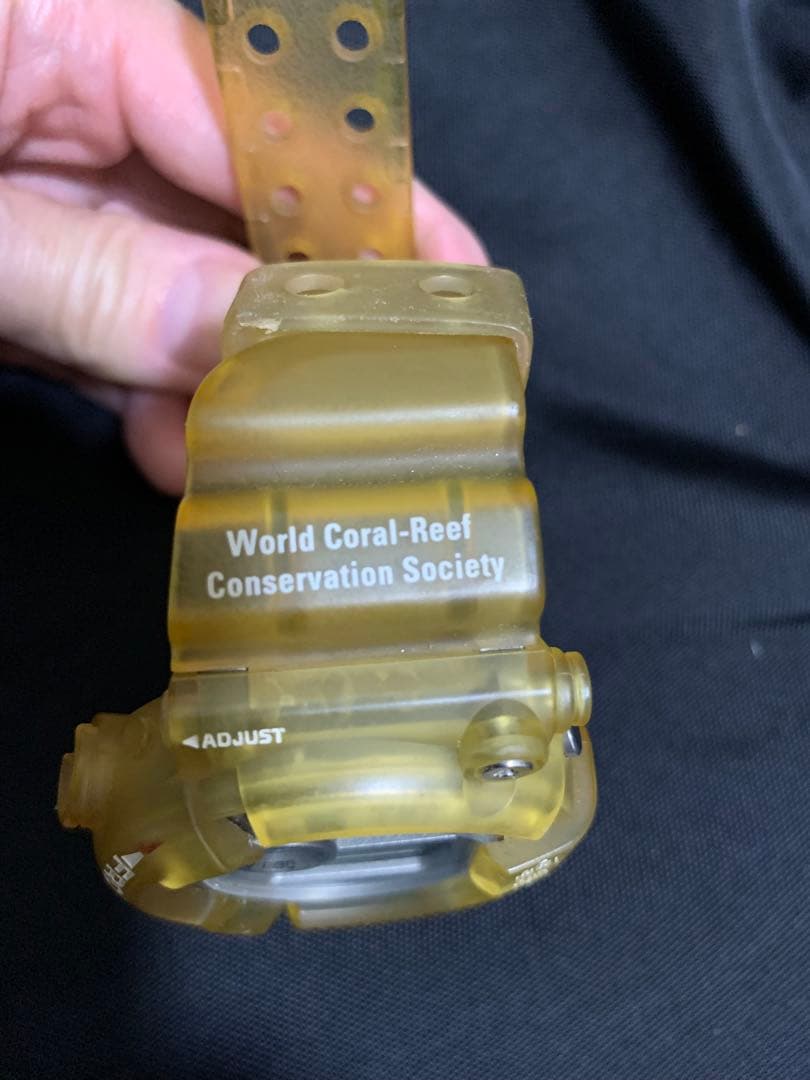 World Coral-Reef
Conservation Society
◄ADJUST